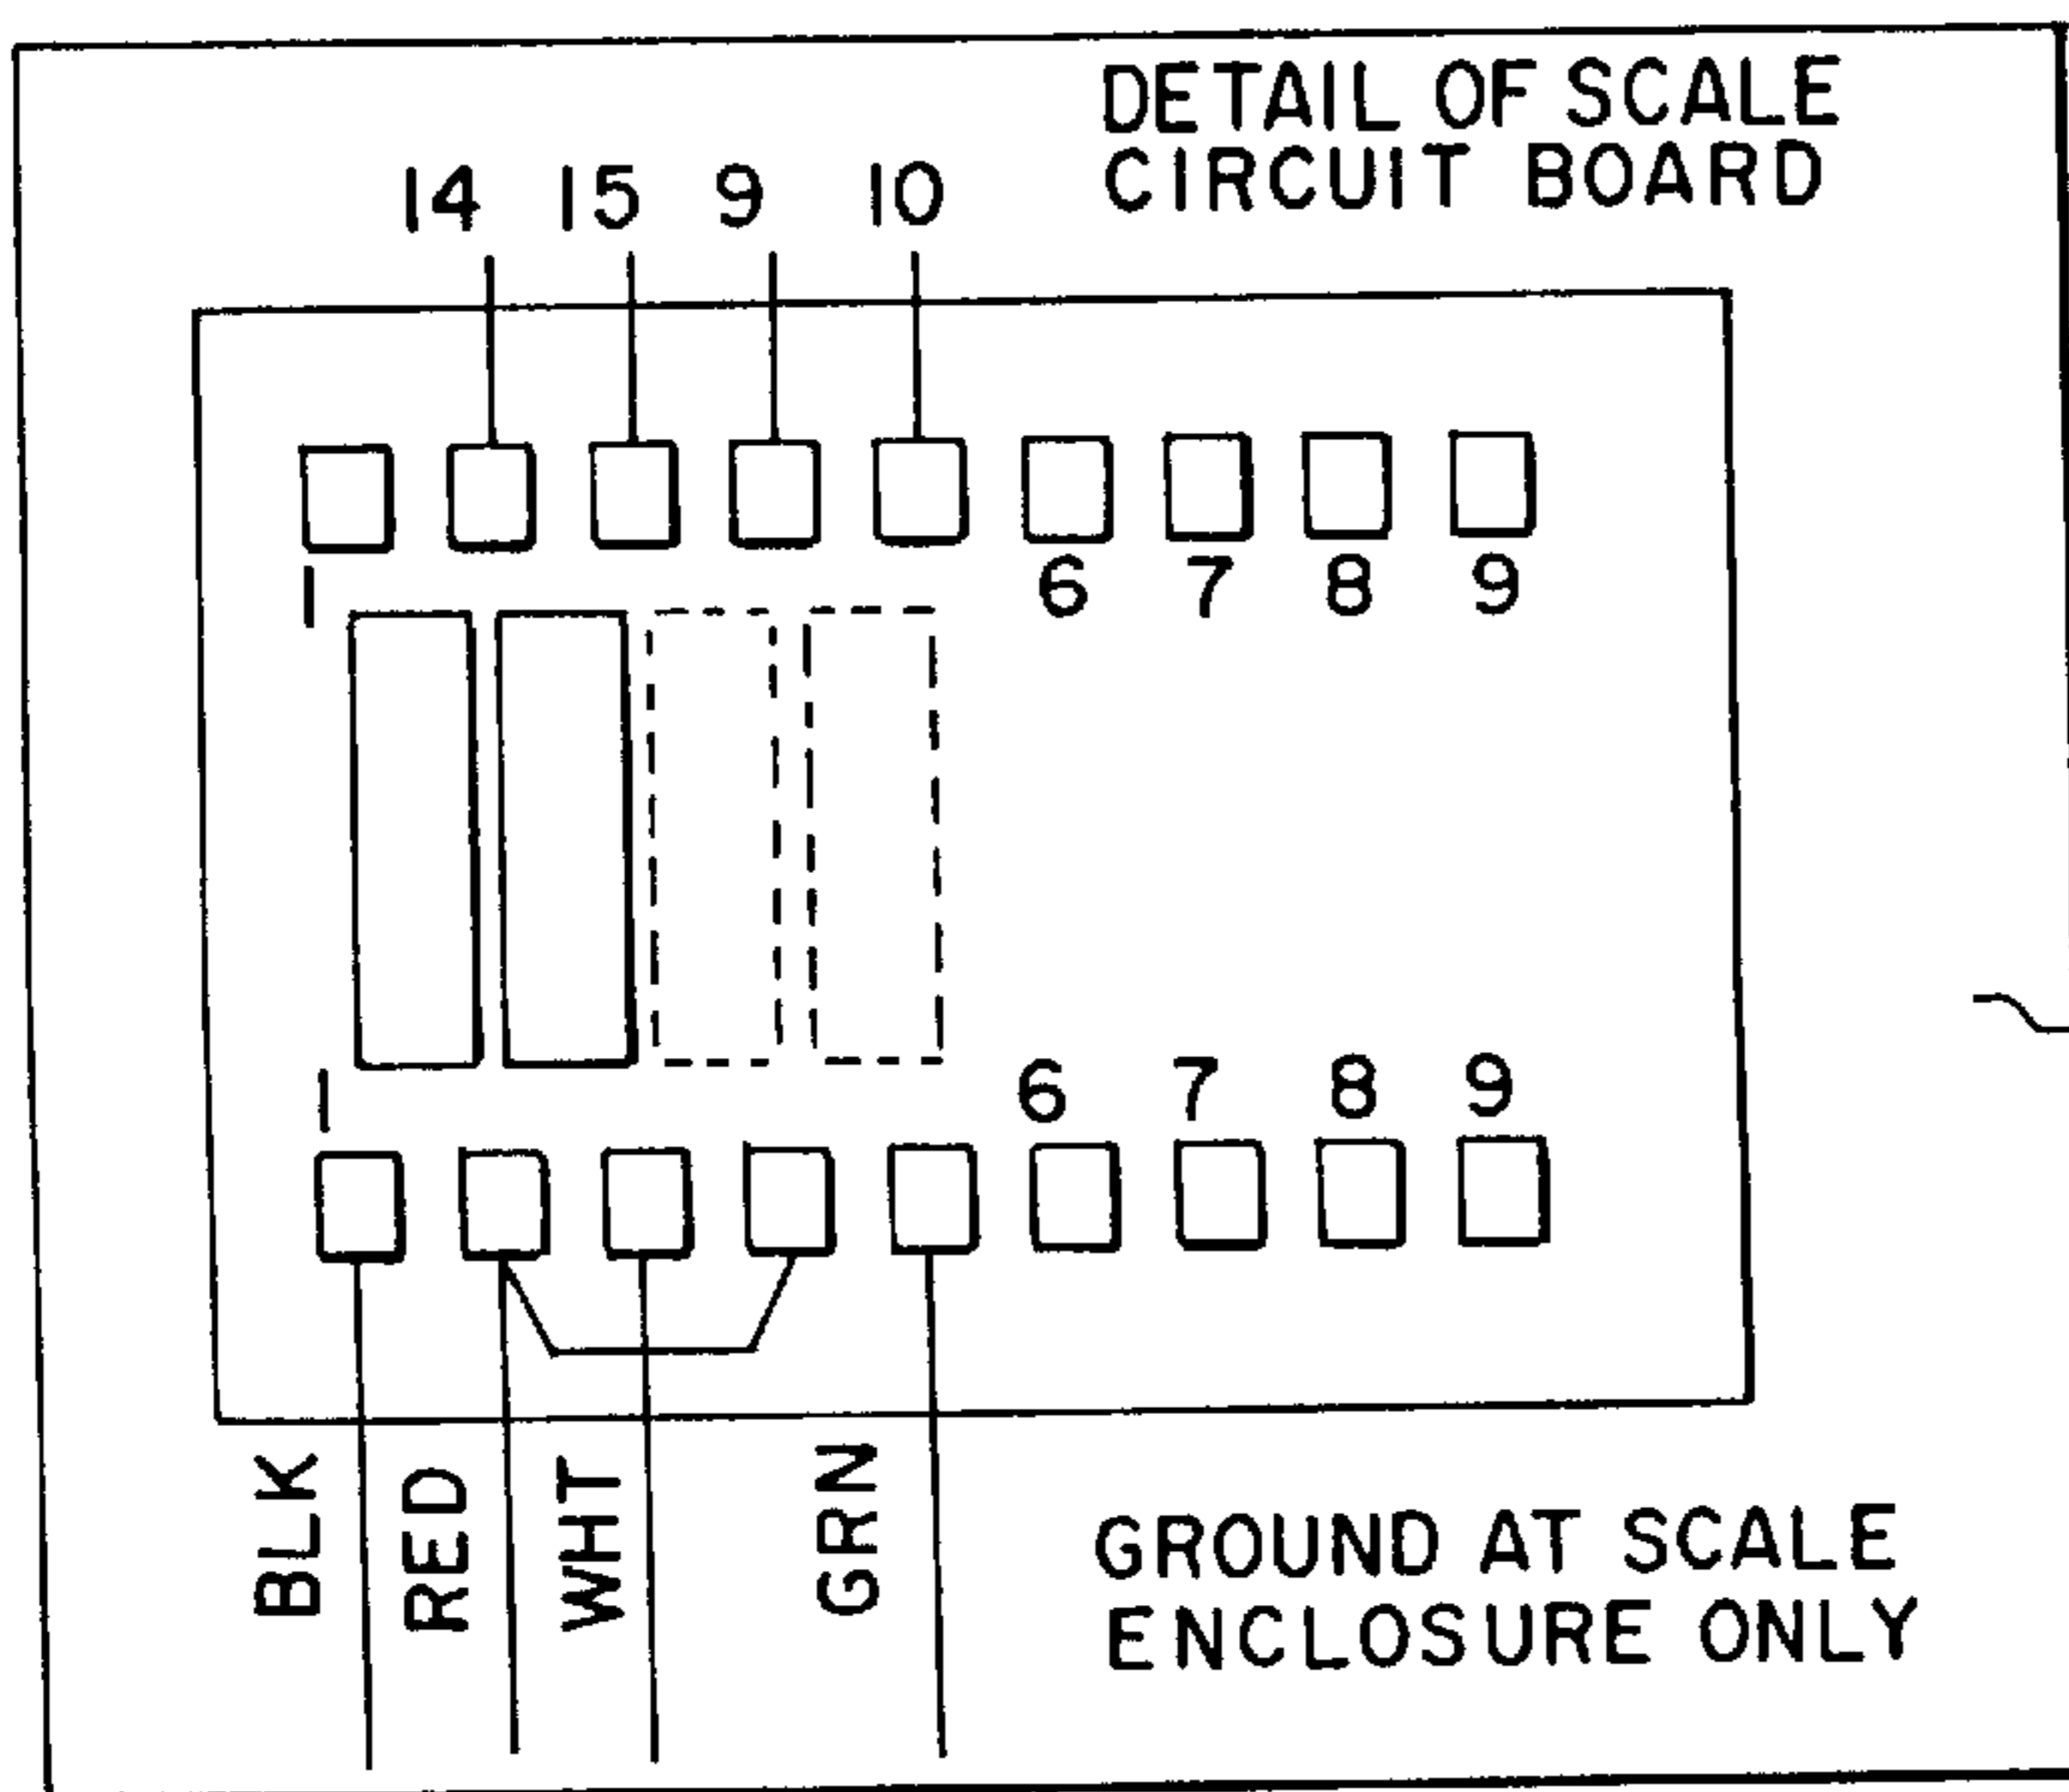 DETAIL OF SCALE
CIRCUIT BOARD
14 15 9 10
1 6 7 8 9
1 6 7 8 9
BLK
RED
WHT
GRN
GROUND AT SCALE
ENCLOSURE ONLY